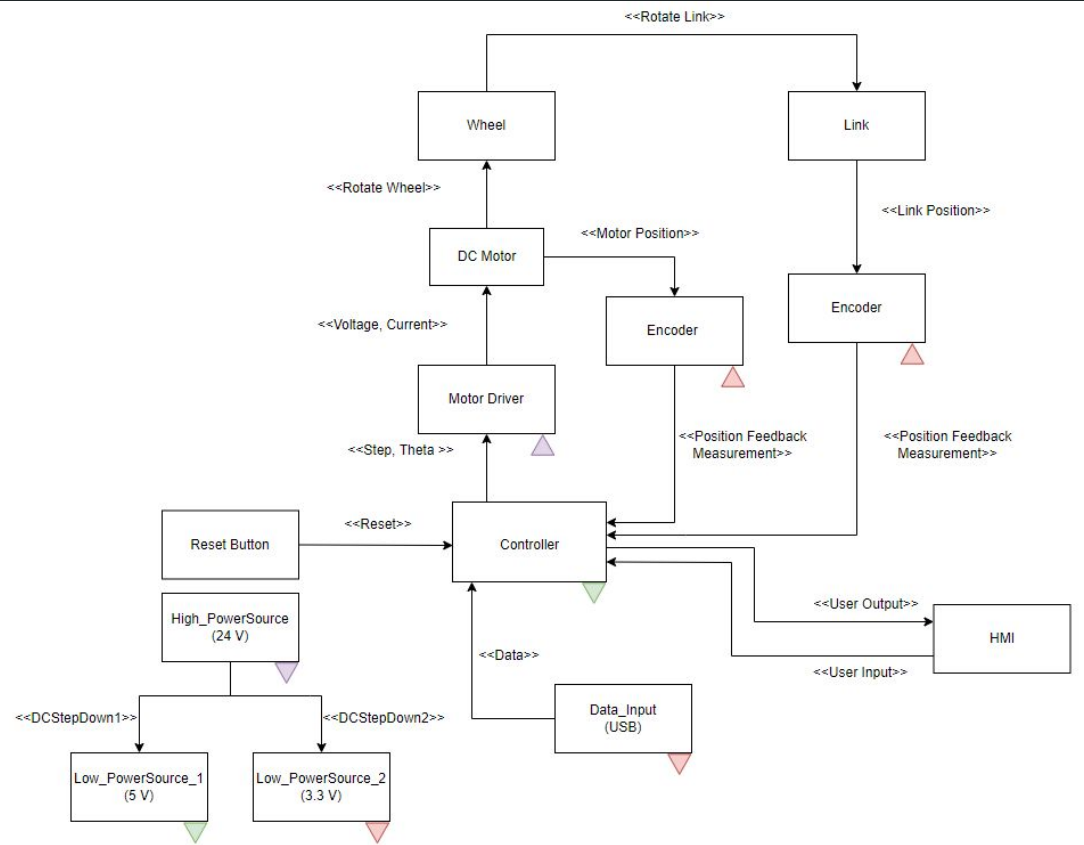 <<Rotate Link>>
Wheel
Link
<<Rotate Wheel>>
<<Link Position>>
<<Motor Position>>
DC Motor
Encoder
<<Voltage, Current>>
Encoder
Motor Driver
<<Step, Theta >>
<<Position Feedback
Measurement>>
<<Position Feedback
Measurement>>
<<Reset>>
Reset Button
Controller
<<User Output>>
High_PowerSource
(24 V)
HMI
<<Data>>
<<User Input>>
Data_Input
(USB)
<<DCStepDown1>>
<<DCStepDown2>>
Low_PowerSource_1
(5 V)
Low_PowerSource_2
(3.3 V)